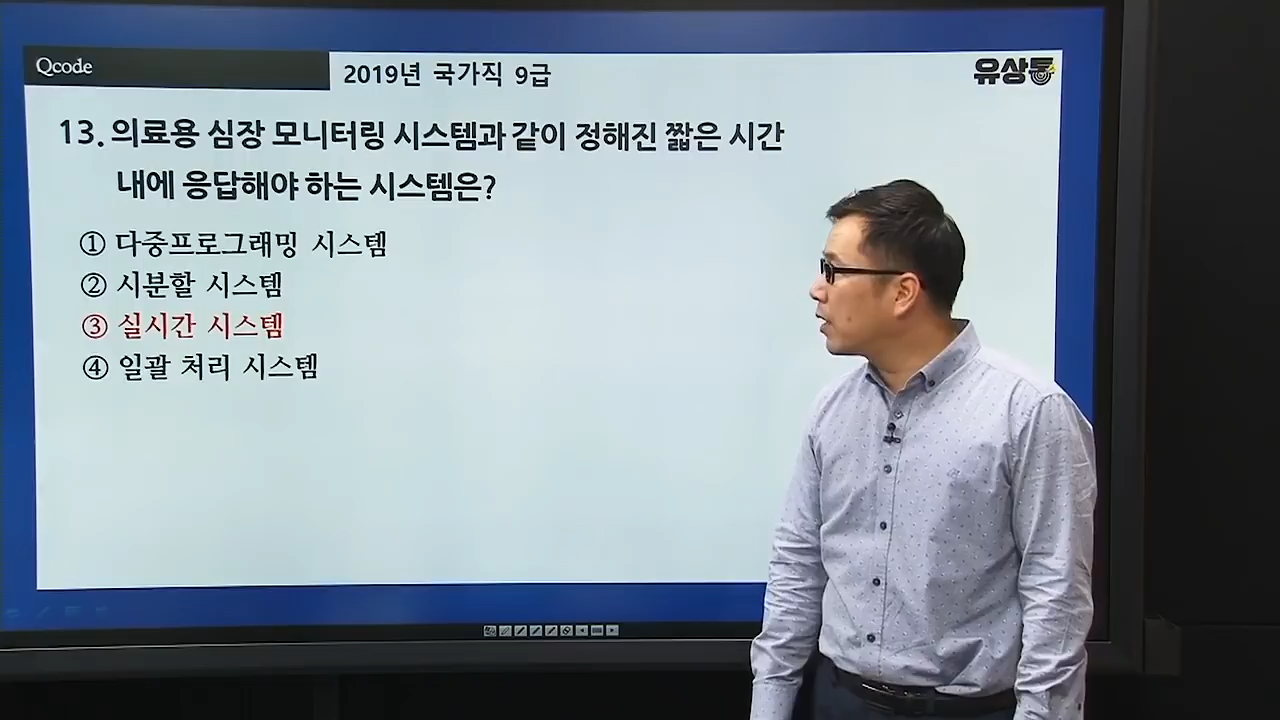 Qcode
2019년 국가직 9급
유상통
13. 의료용 심장 모니터링 시스템과 같이 정해진 짧은 시간
내에 응답해야 하는 시스템은?
① 다중프로그래밍 시스템
② 시분할 시스템
③ 실시간 시스템
④ 일괄 처리 시스템